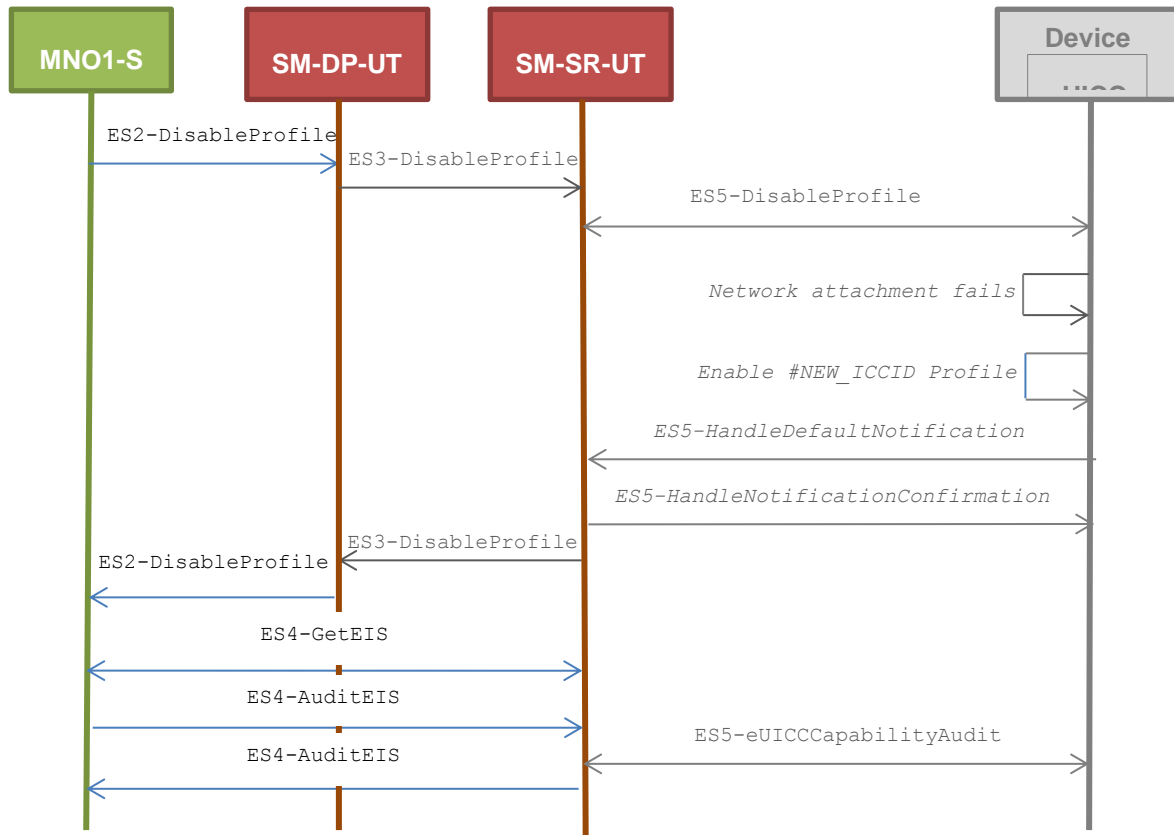 MNO1-S
SM-DP-UT
SM-SR-UT
Device
ES2-DisableProfile
ES3-DisableProfile
ES5-DisableProfile
Network attachment fails
Enable #NEW_ICCID Profile
ES5-HandleDefaultNotification
ES5-HandleNotificationConfirmation
ES3-DisableProfile
ES2-DisableProfile
ES4-GetEIS
ES4-AuditEIS
ES5-eUICCCapabilityAudit
ES4-AuditEIS